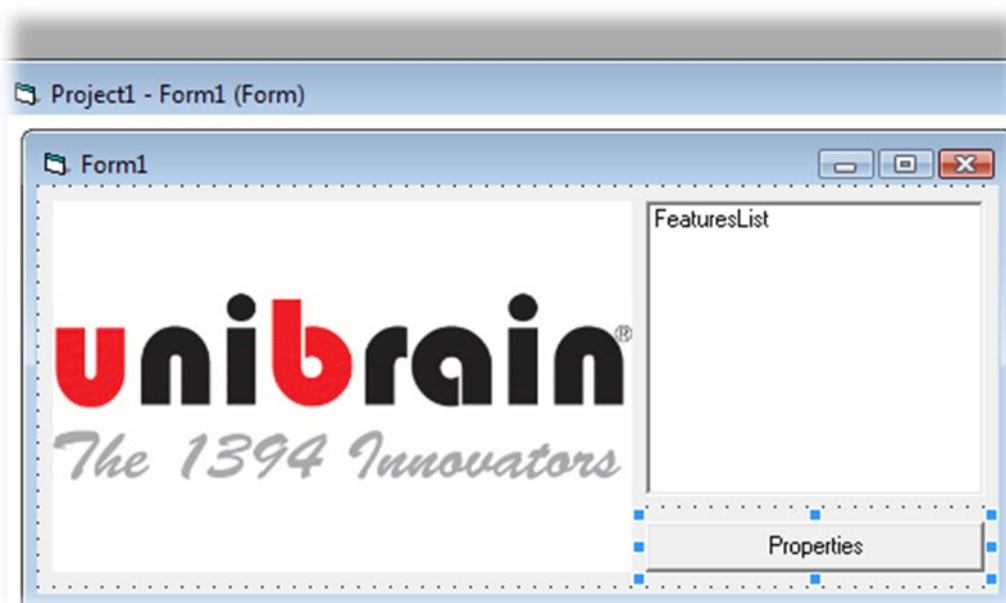 Project1 - Form1 (Form)
Form1
unibrain®
The 1394 Innovators
FeaturesList
Properties